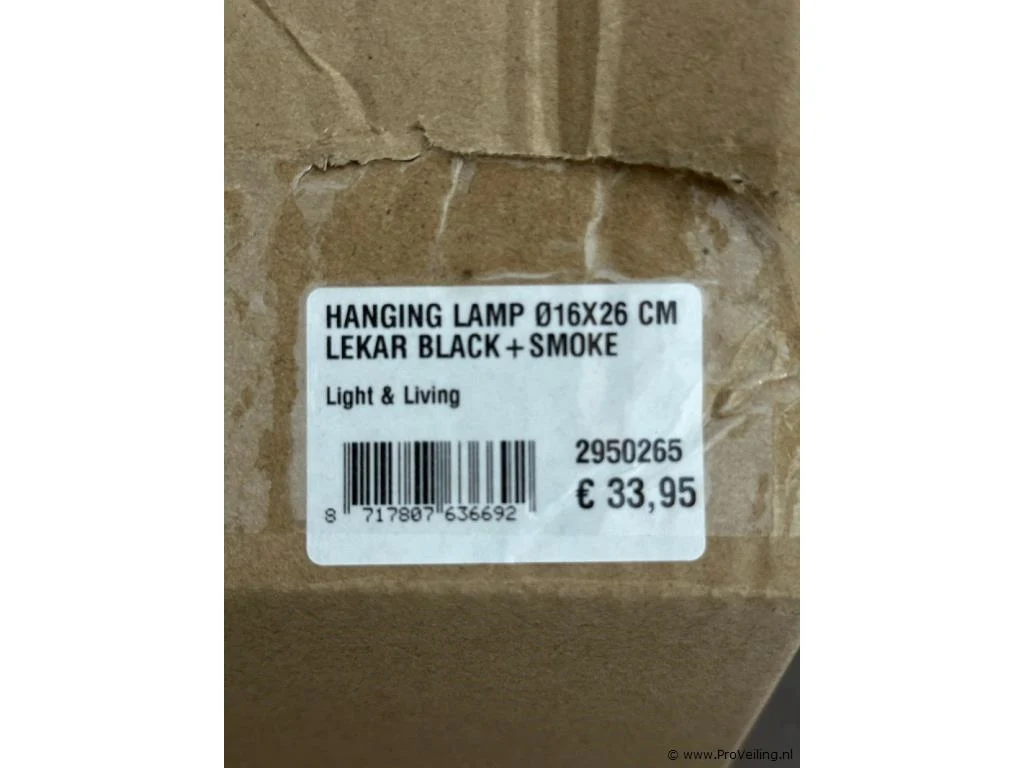 HANGING LAMP Ø16X26 CM
LEKAR BLACK+SMOKE
Light & Living
2950265
€ 33,95
8 717807 636692
© www.ProVeiling.nl